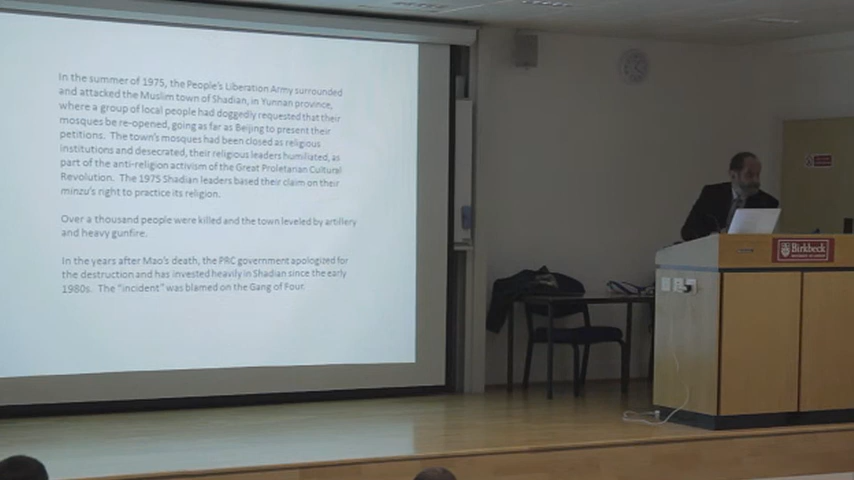 In the summer of 1975, the People's Liberation Army surrounded
and attacked the Muslim town of Shadian, in Yunnan province,
where a group of local people had doggedly requested that their
mosques be re-opened, going as far as Beijing to present their
petitions. The town's mosques had been closed as religious
institutions and desecrated, their religious leaders humiliated, as
part of the anti-religion activism of the Great Proletarian Cultural
Revolution. The 1975 Shadian leaders based their claim on their
minzu's right to practice its religion.
Over a thousand people were killed and the town leveled by artillery
and heavy gunfire.
In the years after Mao's death, the PRC government apologized for
the destruction and has invested heavily in Shadian since the early
1980s. The "incident" was blamed on the Gang of Four.
Birkbeck